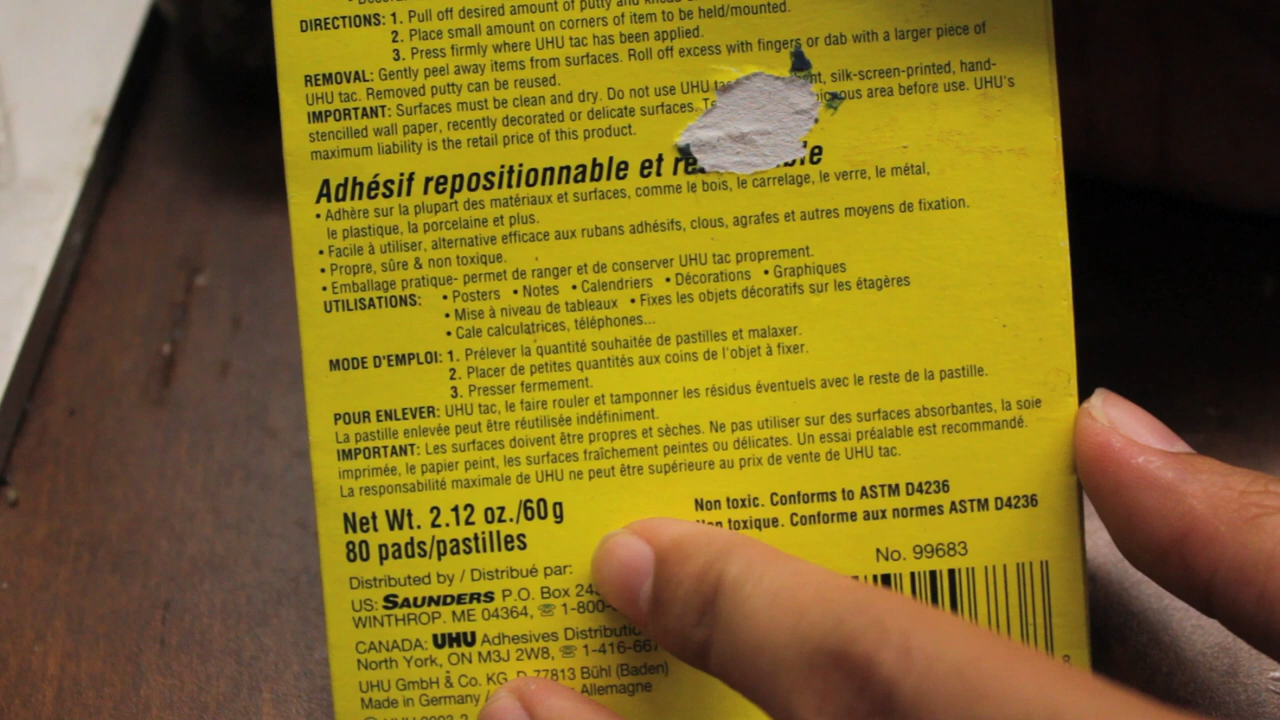 DIRECTIONS: 1. Pull off desired amount of putty and knead
2. Place small amount on corners of item to be held/mounted.
3. Press firmly where UHU tac has been applied.
REMOVAL: Gently peel away items from surfaces. Roll off excess with fingers or dab with a larger piece of
UHU tac. Removed putty can be reused.
IMPORTANT: Surfaces must be clean and dry. Do not use UHU silk-screen-printed, hand-
stencilled wall paper, recently decorated or delicate surfaces. area before use. UHU's
maximum liability is the retail price of this product.
Adhésif repositionnable et
• Adhère sur la plupart des matériaux et surfaces, comme le bois, le carrelage, le verre, le métal,
le plastique, la porcelaine et plus.
• Facile à utiliser, alternative efficace aux rubans adhésifs, clous, agrafes et autres moyens de fixation.
• Propre, sûre & non toxique.
• Emballage pratique- permet de ranger et de conserver UHU tac proprement.
UTILISATIONS: • Posters • Notes • Calendriers • Décorations • Graphiques
• Mise à niveau de tableaux • Fixes les objets décoratifs sur les étagères
• Cale calculatrices, téléphones...
MODE D'EMPLOI: 1. Prélever la quantité souhaitée de pastilles et malaxer.
2. Placer de petites quantités aux coins de l'objet à fixer.
3. Presser fermement.
POUR ENLEVER: UHU tac, le faire rouler et tamponner les résidus éventuels avec le reste de la pastille.
La pastille enlevée peut être réutilisée indéfiniment.
IMPORTANT: Les surfaces doivent être propres et sèches. Ne pas utiliser sur des surfaces absorbantes, la soie
imprimée, le papier peint, les surfaces fraîchement peintes ou délicates. Un essai préalable est recommandé.
La responsabilité maximale de UHU ne peut être supérieure au prix de vente de UHU tac.
Net Wt. 2.12 oz./60g
80 pads/pastilles
Non toxic. Conforms to ASTM D4236
Non toxique. Conforme aux normes ASTM D4236
No. 99683
Distributed by / Distribué par:
US: SAUNDERS P.O. Box
WINTHROP. ME 04364, ☏ 1-800-
CANADA: UHU Adhesives
North York, ON M3J 2W8, ☏ 1-416-
UHU GmbH & Co. KG, D-77813 Bühl (Baden)
Made in Germany / Allemagne
8